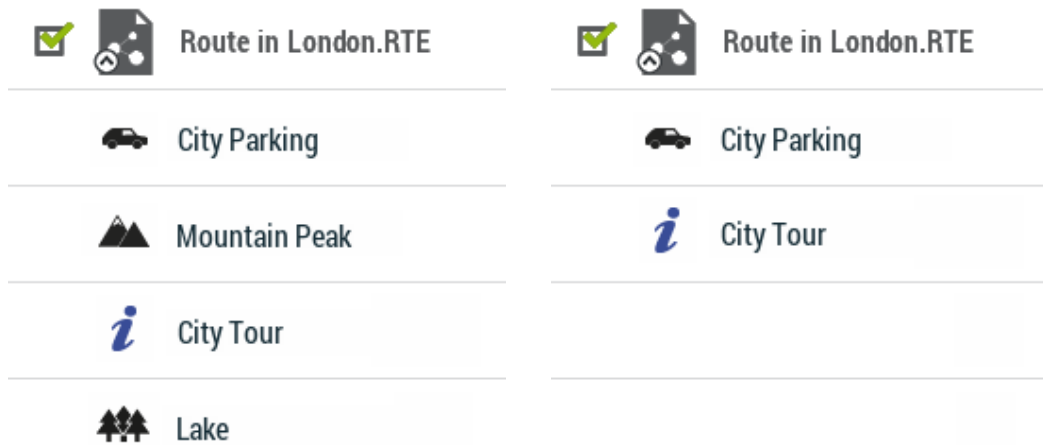 Route in London.RTE
City Parking
Mountain Peak
City Tour
Lake
Route in London.RTE
City Parking
City Tour